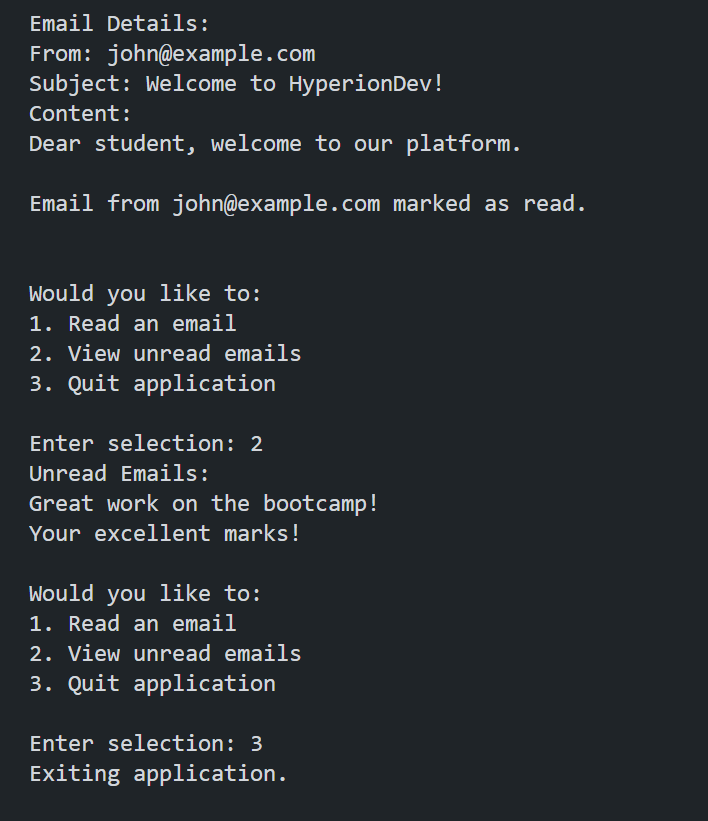 Email Details:
From: john@example.com
Subject: Welcome to HyperionDev!
Content:
Dear student, welcome to our platform.
Email from john@example.com marked as read.
Would you like to:
1. Read an email
2. View unread emails
3. Quit application
Enter selection: 2
Unread Emails:
Great work on the bootcamp!
Your excellent marks!
Would you like to:
1. Read an email
2. View unread emails
3. Quit application
Enter selection: 3
Exiting application.